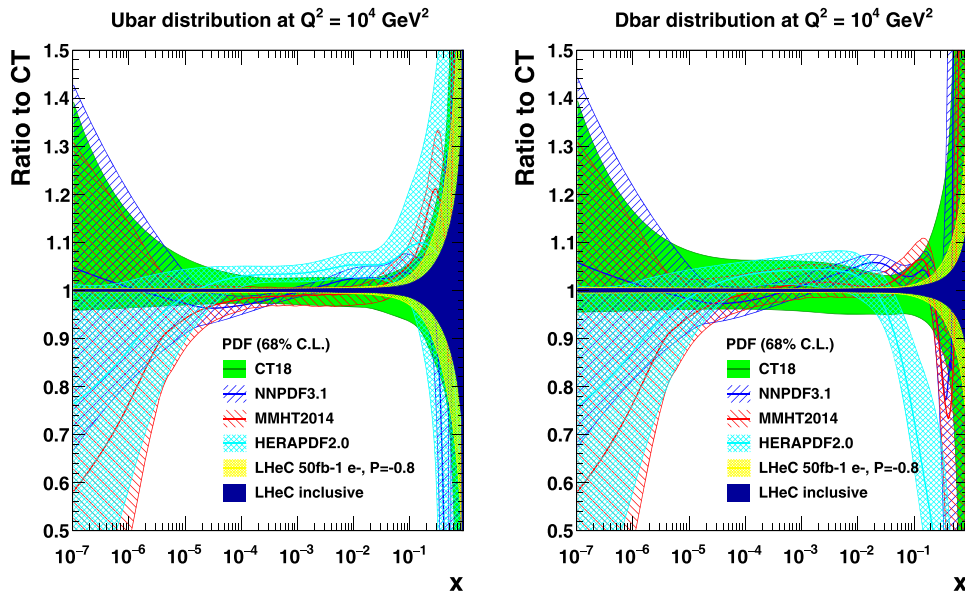 Ubar distribution at Q² = 10⁴ GeV²
Ratio to CT
1.5
1.4
1.3
1.2
1.1
1
0.9
0.8
0.7
0.6
0.5
PDF (68% C.L.)
CT18
NNPDF3.1
MMHT2014
HERAPDF2.0
LHeC 50fb-1 e-, P=-0.8
LHeC inclusive
10⁻⁷ 10⁻⁶ 10⁻⁵ 10⁻⁴ 10⁻³ 10⁻² 10⁻¹
x
Dbar distribution at Q² = 10⁴ GeV²
Ratio to CT
1.5
1.4
1.3
1.2
1.1
1
0.9
0.8
0.7
0.6
0.5
PDF (68% C.L.)
CT18
NNPDF3.1
MMHT2014
HERAPDF2.0
LHeC 50fb-1 e-, P=-0.8
LHeC inclusive
10⁻⁷ 10⁻⁶ 10⁻⁵ 10⁻⁴ 10⁻³ 10⁻² 10⁻¹
x